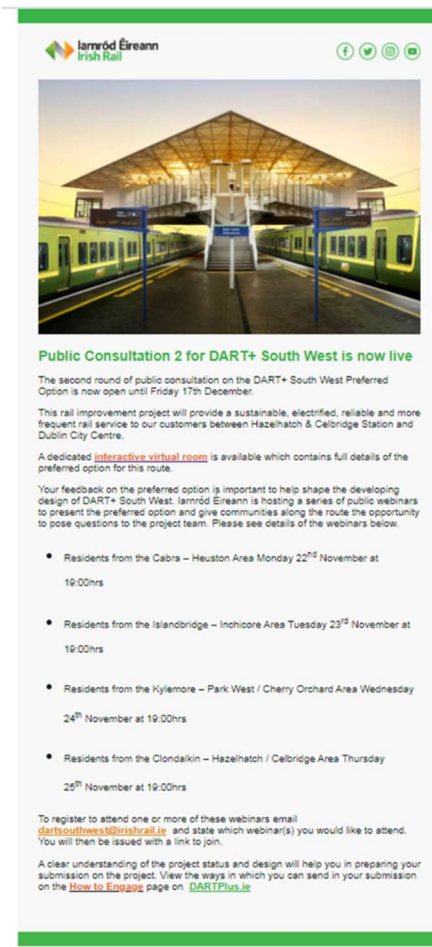 Iarnród Éireann
Irish Rail
Public Consultation 2 for DART+ South West is now live
The second round of public consultation on the DART+ South West Preferred
Option is now open until Friday 17th December.
This rail improvement project will provide a sustainable, electrified, reliable and more
frequent rail service to our customers between Hazelhatch & Celbridge Station and
Dublin City Centre.
A dedicated interactive virtual room is available which contains full details of the
preferred option for this route.
Your feedback on the preferred option is important to help shape the developing
design of DART+ South West. Iarnród Éireann is hosting a series of public webinars
to present the preferred option and give communities along the route the opportunity
to pose questions to the project team. Please see details of the webinars below.
• Residents from the Cabra – Heuston Area Monday 22nd November at
19:00hrs
• Residents from the Islandbridge – Inchicore Area Tuesday 23rd November at
19:00hrs
• Residents from the Kylemore – Park West / Cherry Orchard Area Wednesday
24th November at 19:00hrs
• Residents from the Clondalkin – Hazelhatch / Celbridge Area Thursday
25th November at 19:00hrs
To register to attend one or more of these webinars email
dartsouthwest@irishrail.ie and state which webinar(s) you would like to attend.
You will then be issued with a link to join.
A clear understanding of the project status and design will help you in preparing your
submission on the project. View the ways in which you can send in your submission
on the How to Engage page on DARTPlus.ie